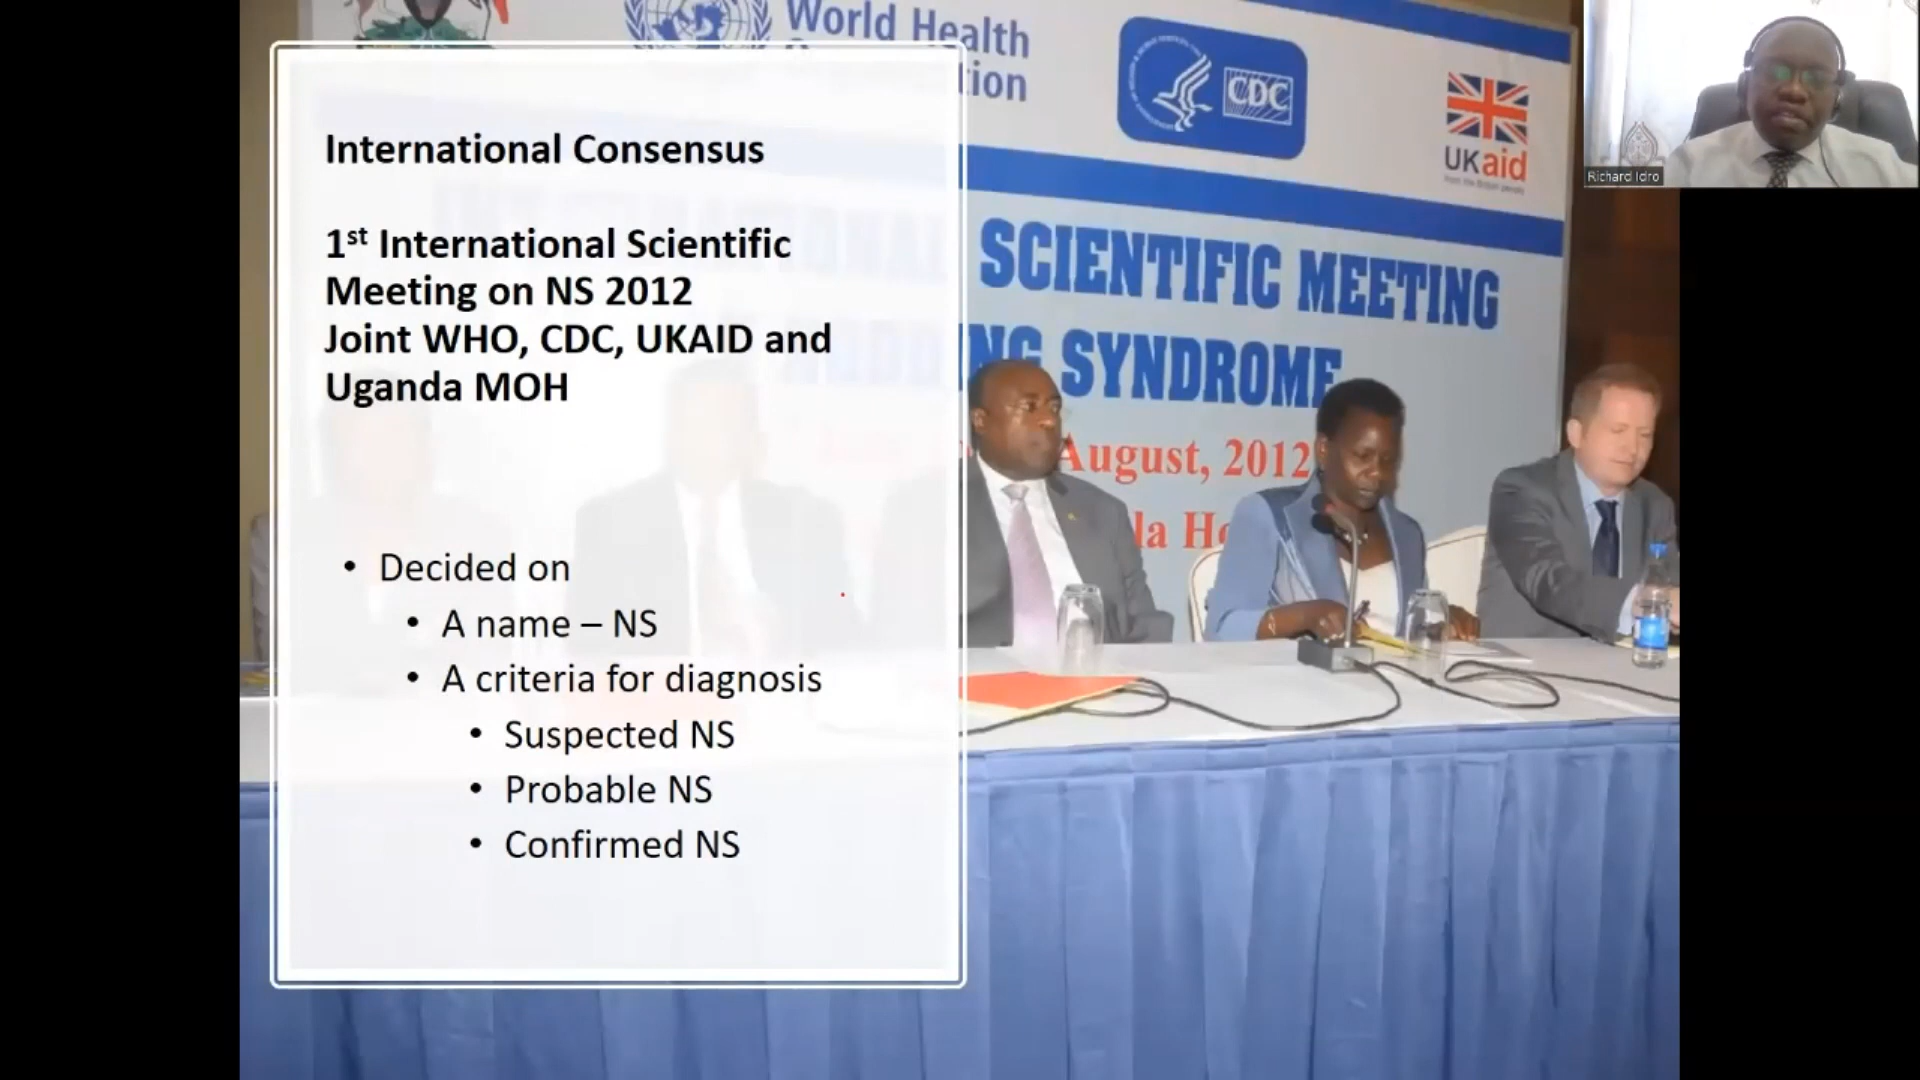 International Consensus
1st International Scientific
Meeting on NS 2012
Joint WHO, CDC, UKAID and
Uganda MOH
• Decided on
• A name – NS
• A criteria for diagnosis
• Suspected NS
• Probable NS
• Confirmed NS
World Health
CDC
UKaid
SCIENTIFIC MEETING
SYNDROME
August, 2012
Richard Idro